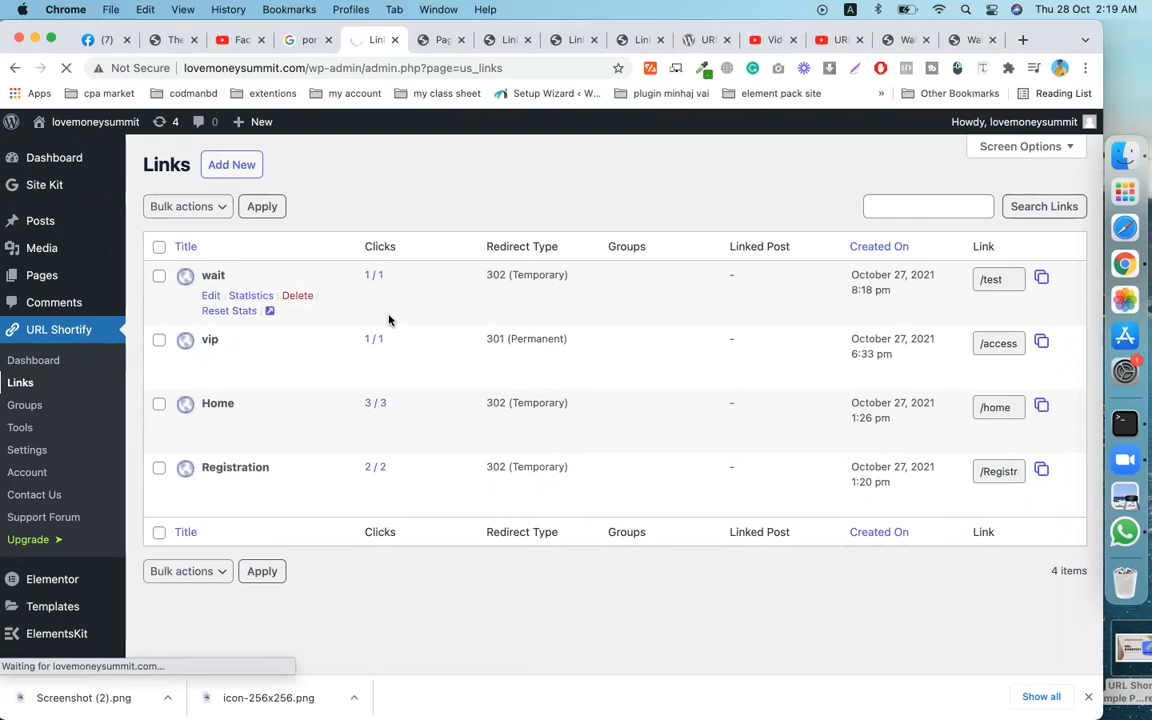 Chrome File Edit View History Bookmarks Profiles Tab Window Help A Thu 28 Oct 2:19 AM
(7) The Fac por Lin Pag Lin Lin Lin URL Vid URL Wai Wai
Not Secure lovemoneysummit.com/wp-admin/admin.php?page=us_links
Apps cpa market codmanbd extentions my account my class sheet Setup Wizard ‹ W... plugin minhaj vai element pack site » Other Bookmarks Reading List
lovemoneysummit 4 0 New Howdy, lovemoneysummit
Dashboard
Site Kit
Posts
Media
Pages
Comments
URL Shortify
Dashboard
Links
Groups
Tools
Settings
Account
Contact Us
Support Forum
Upgrade ➤
Elementor
Templates
ElementsKit
Screen Options
Links Add New
Bulk actions Apply Search Links
Title Clicks Redirect Type Groups Linked Post Created On Link
wait 1 / 1 302 (Temporary) - October 27, 2021 /test
8:18 pm
Edit Statistics Delete
Reset Stats
vip 1 / 1 301 (Permanent) - October 27, 2021 /access
6:33 pm
Home 3 / 3 302 (Temporary) - October 27, 2021 /home
1:26 pm
Registration 2 / 2 302 (Temporary) - October 27, 2021 /Registr
1:20 pm
Title Clicks Redirect Type Groups Linked Post Created On Link
Bulk actions Apply 4 items
Waiting for lovemoneysummit.com...
Screenshot (2).png icon-256x256.png Show all
1
URL Shor
mple P...re